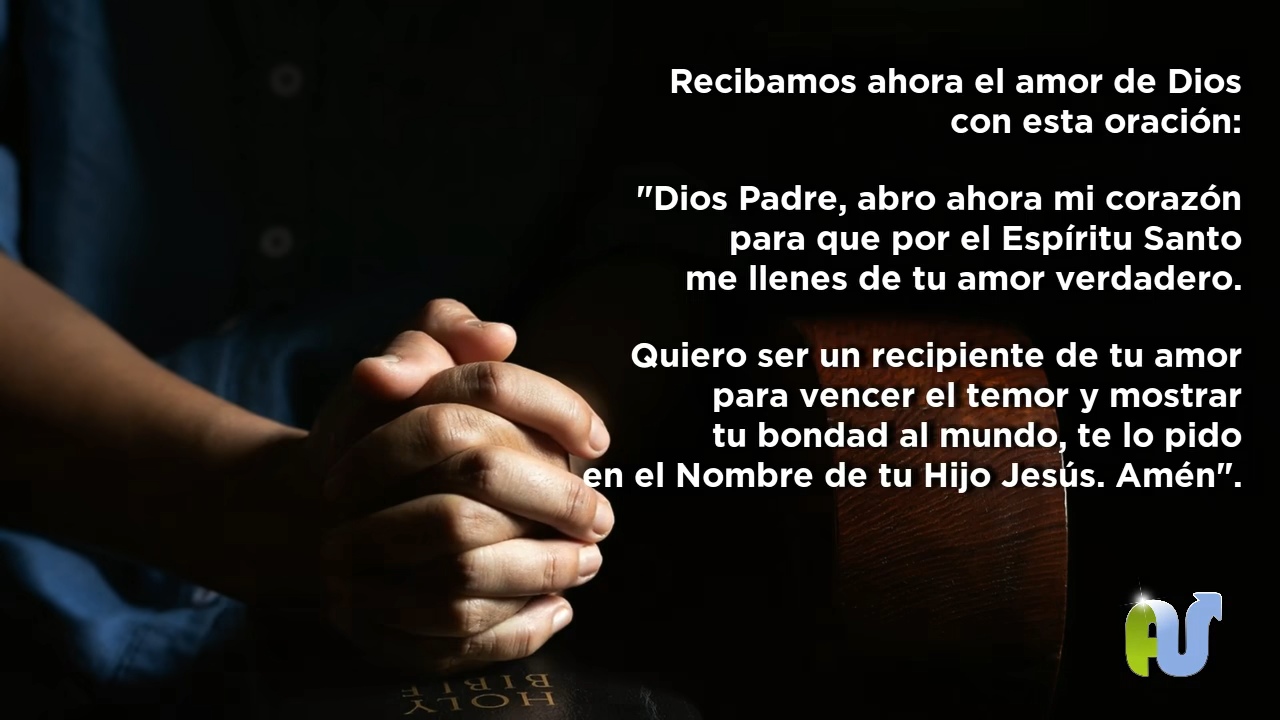 Recibamos ahora el amor de Dios
con esta oración:
"Dios Padre, abro ahora mi corazón
para que por el Espíritu Santo
me llenes de tu amor verdadero.
Quiero ser un recipiente de tu amor
para vencer el temor y mostrar
tu bondad al mundo, te lo pido
en el Nombre de tu Hijo Jesús. Amén".
HOLY
BIBLE